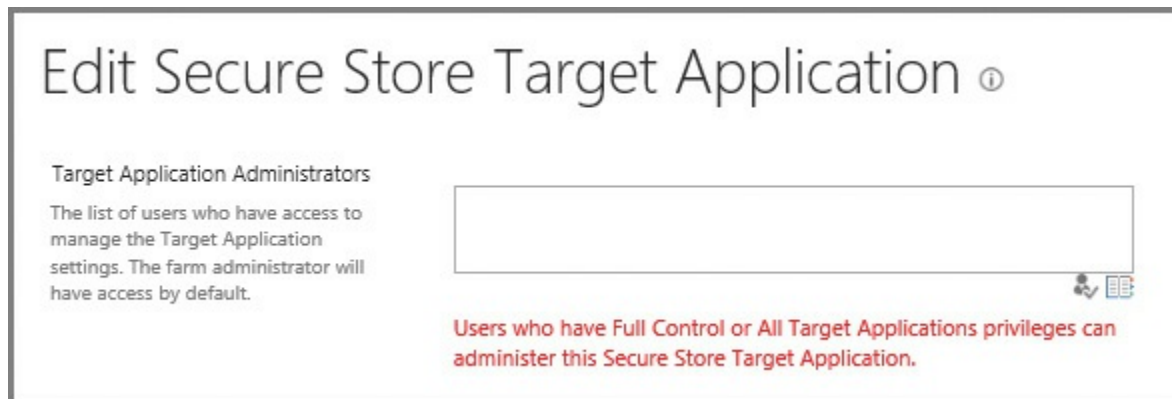 Edit Secure Store Target Application
Target Application Administrators
The list of users who have access to
manage the Target Application
settings. The farm administrator will
have access by default.
Users who have Full Control or All Target Applications privileges can
administer this Secure Store Target Application.